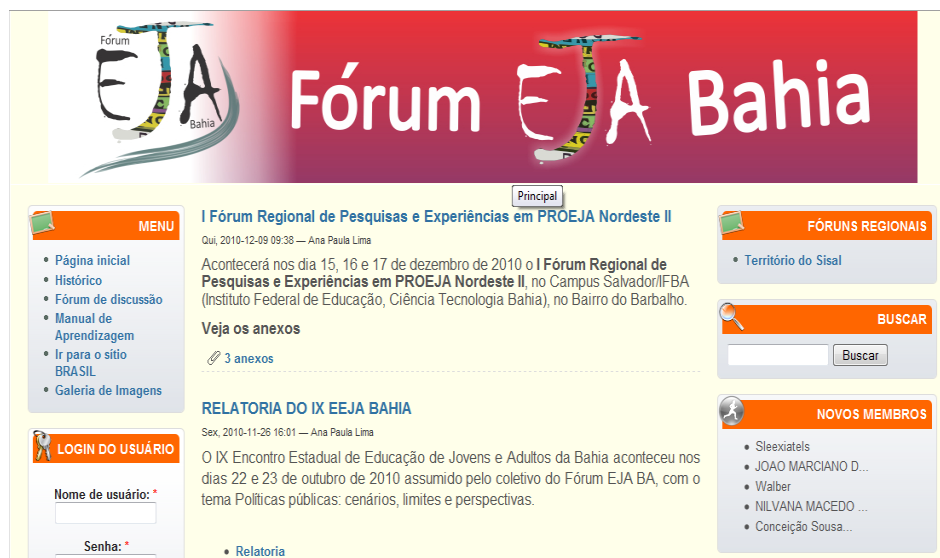 Fórum
EJA
Bahia
Fórum EJA Bahia
Principal
MENU
Página inicial
Histórico
Fórum de discussão
Manual de
Aprendizagem
Ir para o sítio
BRASIL
Galeria de Imagens
LOGIN DO USUÁRIO
Nome de usuário: *
Senha: *
I Fórum Regional de Pesquisas e Experiências em PROEJA Nordeste II
Qui, 2010-12-09 09:38 — Ana Paula Lima
Acontecerá nos dia 15, 16 e 17 de dezembro de 2010 o I Fórum Regional de
Pesquisas e Experiências em PROEJA Nordeste II, no Campus Salvador/IFBA
(Instituto Federal de Educação, Ciência Tecnologia Bahia), no Bairro do Barbalho.
Veja os anexos
3 anexos
RELATORIA DO IX EEJA BAHIA
Sex, 2010-11-26 16:01 — Ana Paula Lima
O IX Encontro Estadual de Educação de Jovens e Adultos da Bahia aconteceu nos
dias 22 e 23 de outubro de 2010 assumido pelo coletivo do Fórum EJA BA, com o
tema Políticas públicas: cenários, limites e perspectivas.
Relatoria
FÓRUNS REGIONAIS
Território do Sisal
BUSCAR
Buscar
NOVOS MEMBROS
Sleexiatels
JOAO MARCIANO D...
Walber
NILVANA MACEDO ...
Conceição Sousa...